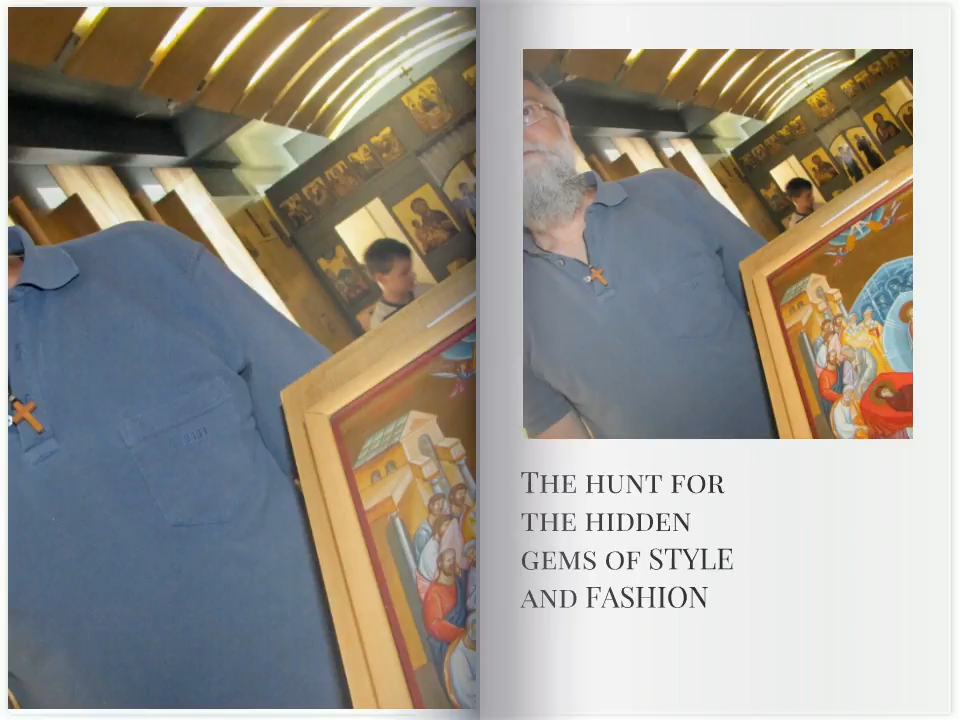 THE HUNT FOR
THE HIDDEN
GEMS OF STYLE
AND FASHION